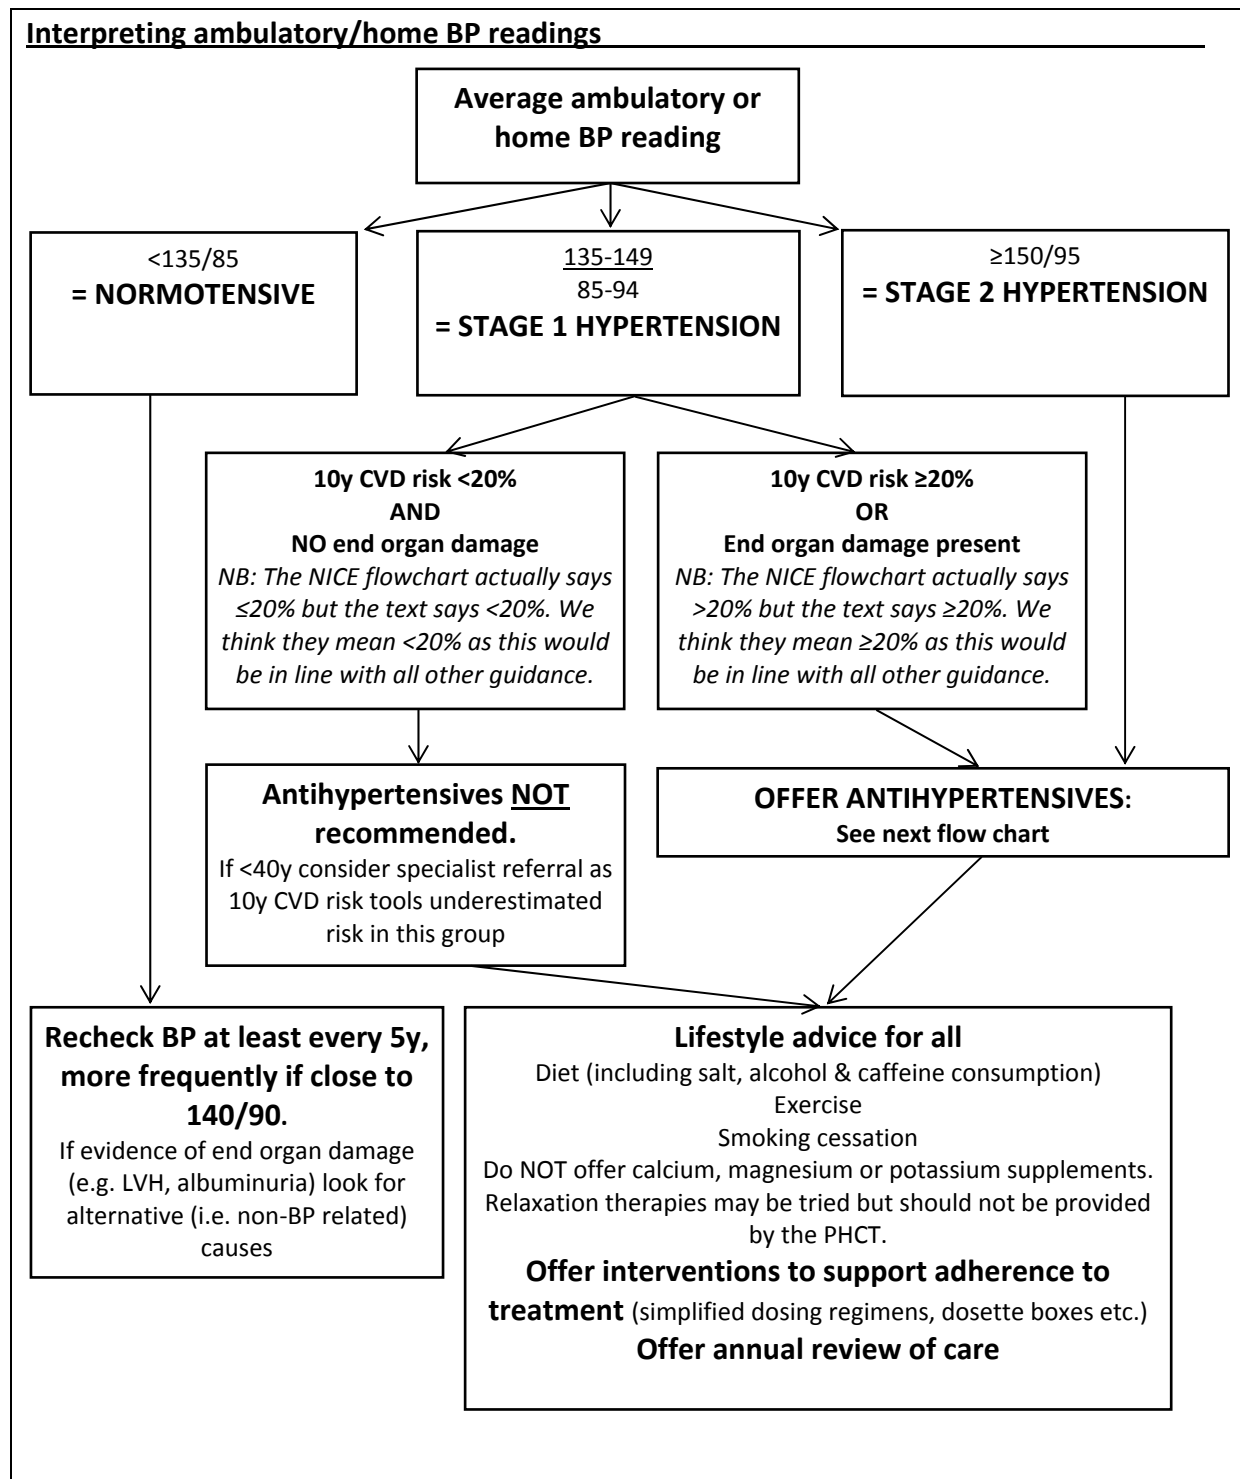 Interpreting ambulatory/home BP readings
Average ambulatory or
home BP reading
<135/85
= NORMOTENSIVE
135-149
85-94
= STAGE 1 HYPERTENSION
≥150/95
= STAGE 2 HYPERTENSION
10y CVD risk <20%
AND
NO end organ damage
NB: The NICE flowchart actually says
≤20% but the text says <20%. We
think they mean <20% as this would
be in line with all other guidance.
10y CVD risk ≥20%
OR
End organ damage present
NB: The NICE flowchart actually says
>20% but the text says ≥20%. We
think they mean ≥20% as this would
be in line with all other guidance.
Antihypertensives NOT
recommended.
If <40y consider specialist referral as
10y CVD risk tools underestimated
risk in this group
OFFER ANTIHYPERTENSIVES:
See next flow chart
Recheck BP at least every 5y,
more frequently if close to
140/90.
If evidence of end organ damage
(e.g. LVH, albuminuria) look for
alternative (i.e. non-BP related)
causes
Lifestyle advice for all
Diet (including salt, alcohol & caffeine consumption)
Exercise
Smoking cessation
Do NOT offer calcium, magnesium or potassium supplements.
Relaxation therapies may be tried but should not be provided
by the PHCT.
Offer interventions to support adherence to
treatment (simplified dosing regimens, dosette boxes etc.)
Offer annual review of care